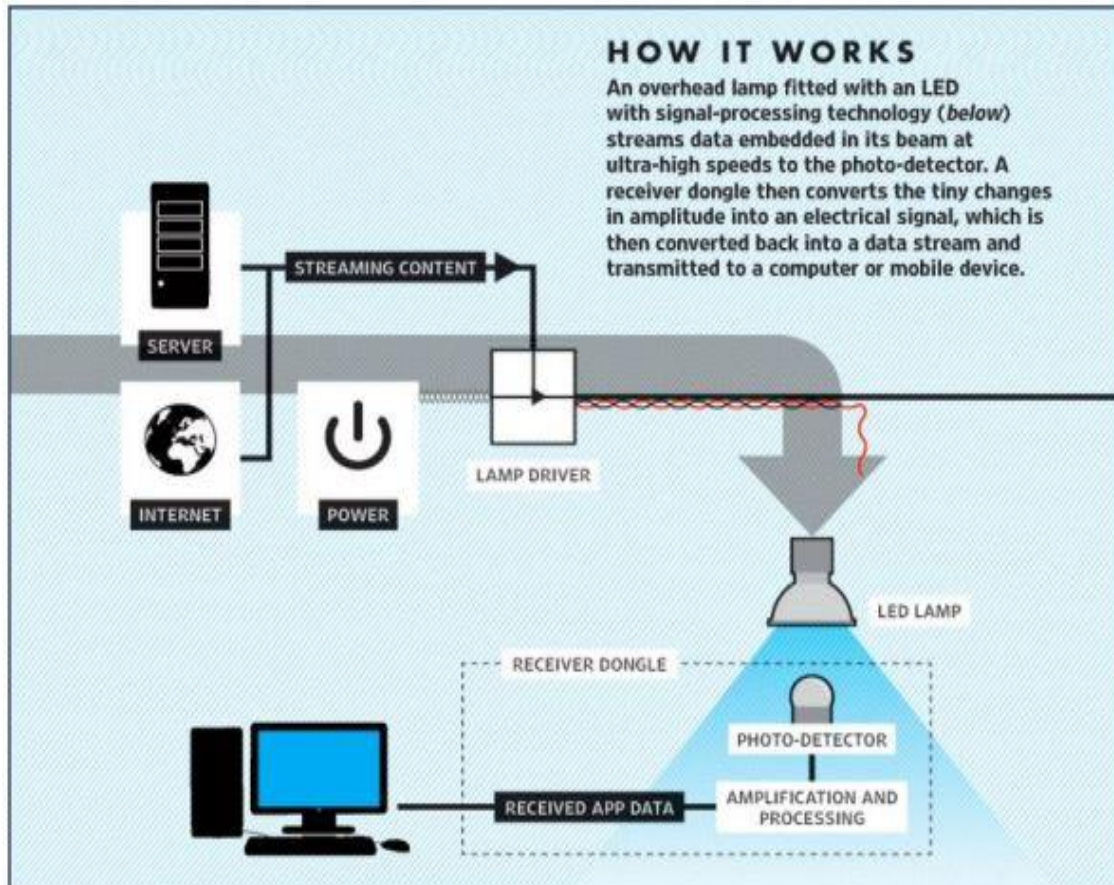 HOW IT WORKS
An overhead lamp fitted with an LED
with signal-processing technology (below)
streams data embedded in its beam at
ultra-high speeds to the photo-detector. A
receiver dongle then converts the tiny changes
in amplitude into an electrical signal, which is
then converted back into a data stream and
transmitted to a computer or mobile device.
STREAMING CONTENT
SERVER
LAMP DRIVER
INTERNET
POWER
LED LAMP
RECEIVER DONGLE
PHOTO-DETECTOR
RECEIVED APP DATA
AMPLIFICATION AND
PROCESSING